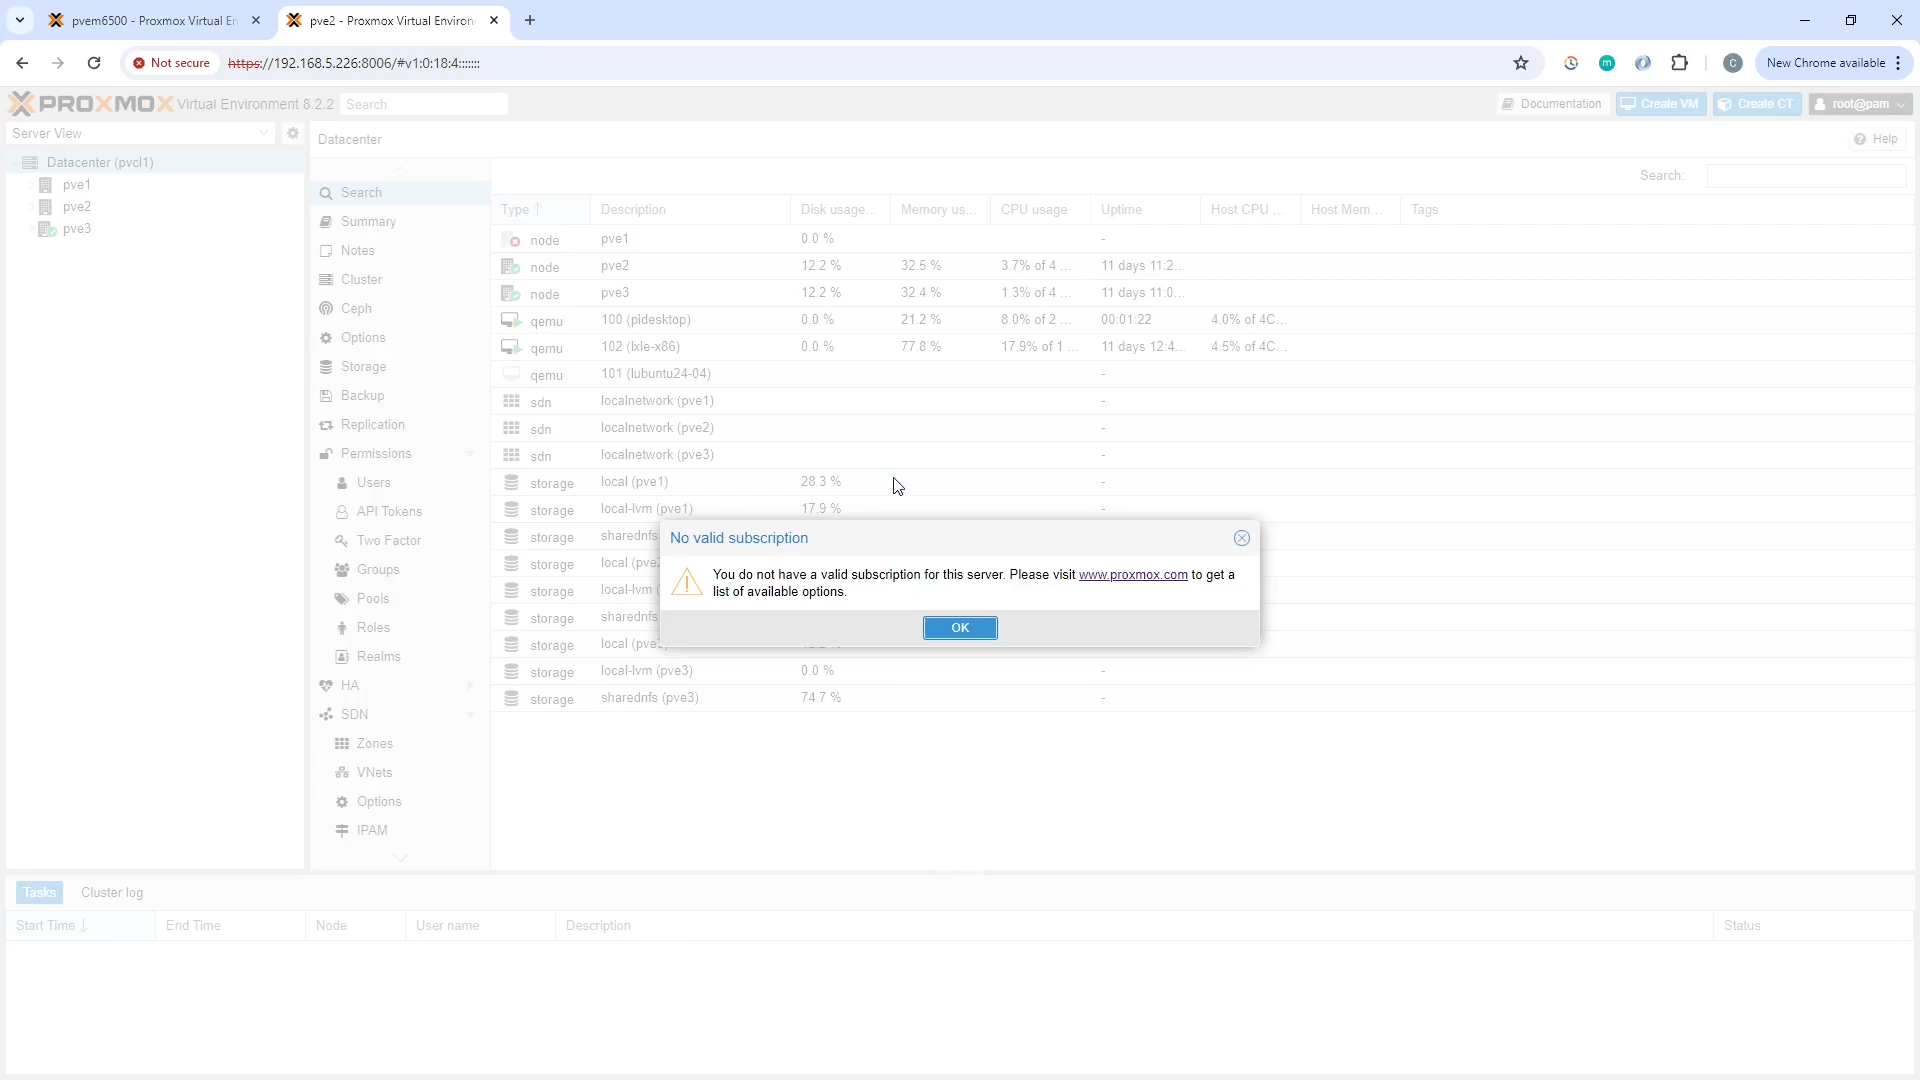 pvem6500 - Proxmox Virtual En
pve2 - Proxmox Virtual Environ
Not secure
https://192.168.5.226:8006/#v1:0:18:4:::::::
C
New Chrome available
PROXMOX Virtual Environment 8.2.2
Search
Documentation
Create VM
Create CT
root@pam
Server View
Datacenter
Help
Datacenter (pvcl1)
pve1
pve2
pve3
Search
Summary
Notes
Cluster
Ceph
Options
Storage
Backup
Replication
Permissions
Users
API Tokens
Two Factor
Groups
Pools
Roles
Realms
HA
SDN
Zones
VNets
Options
IPAM
Search:
Type Description Disk usage... Memory us... CPU usage Uptime Host CPU ... Host Mem... Tags
node pve1 0.0 % -
node pve2 12.2 % 32.5 % 3.7% of 4 ... 11 days 11:2...
node pve3 12.2 % 32.4 % 1.3% of 4 ... 11 days 11:0...
qemu 100 (pidesktop) 0.0 % 21.2 % 8.0% of 2 ... 00:01:22 4.0% of 4C...
qemu 102 (lxle-x86) 0.0 % 77.8 % 17.9% of 1 ... 11 days 12:4... 4.5% of 4C...
qemu 101 (lubuntu24-04) -
sdn localnetwork (pve1) -
sdn localnetwork (pve2) -
sdn localnetwork (pve3) -
storage local (pve1) 28.3 % -
storage local-lvm (pve1) 17.9 % -
storage sharednfs
storage local (pve
storage local-lvm (
storage sharednfs
storage local (pve
storage local-lvm (pve3) 0.0 % -
storage sharednfs (pve3) 74.7 % -
No valid subscription
You do not have a valid subscription for this server. Please visit www.proxmox.com to get a
list of available options.
OK
Tasks
Cluster log
Start Time End Time Node User name Description Status